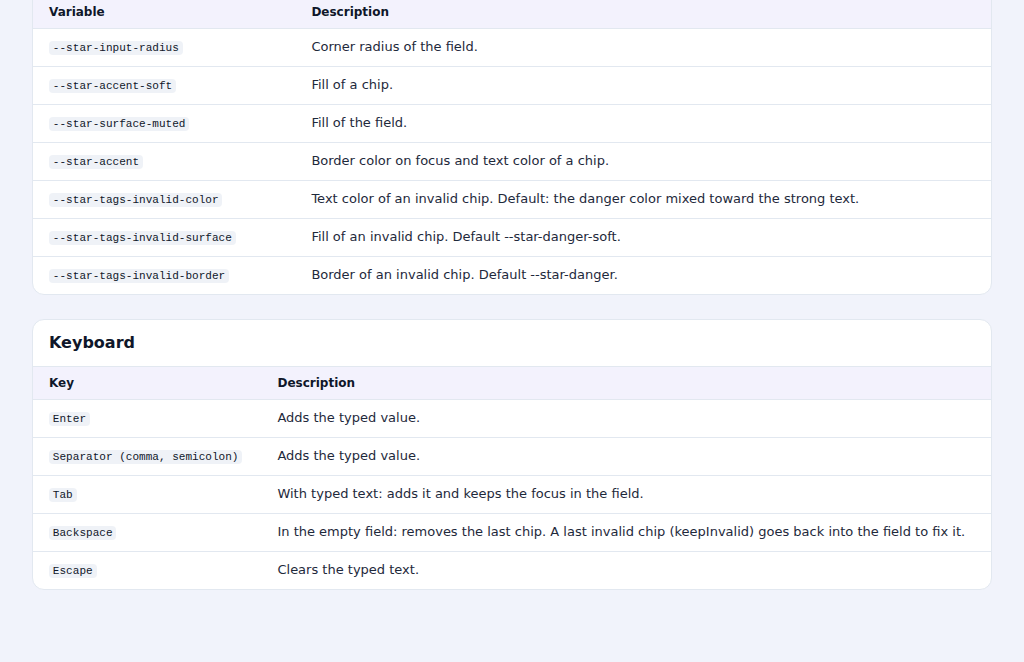 Variable Description
--star-input-radius Corner radius of the field.
--star-accent-soft Fill of a chip.
--star-surface-muted Fill of the field.
--star-accent Border color on focus and text color of a chip.
--star-tags-invalid-color Text color of an invalid chip. Default: the danger color mixed toward the strong text.
--star-tags-invalid-surface Fill of an invalid chip. Default --star-danger-soft.
--star-tags-invalid-border Border of an invalid chip. Default --star-danger.
Keyboard
Key Description
Enter Adds the typed value.
Separator (comma, semicolon) Adds the typed value.
Tab With typed text: adds it and keeps the focus in the field.
Backspace In the empty field: removes the last chip. A last invalid chip (keepInvalid) goes back into the field to fix it.
Escape Clears the typed text.